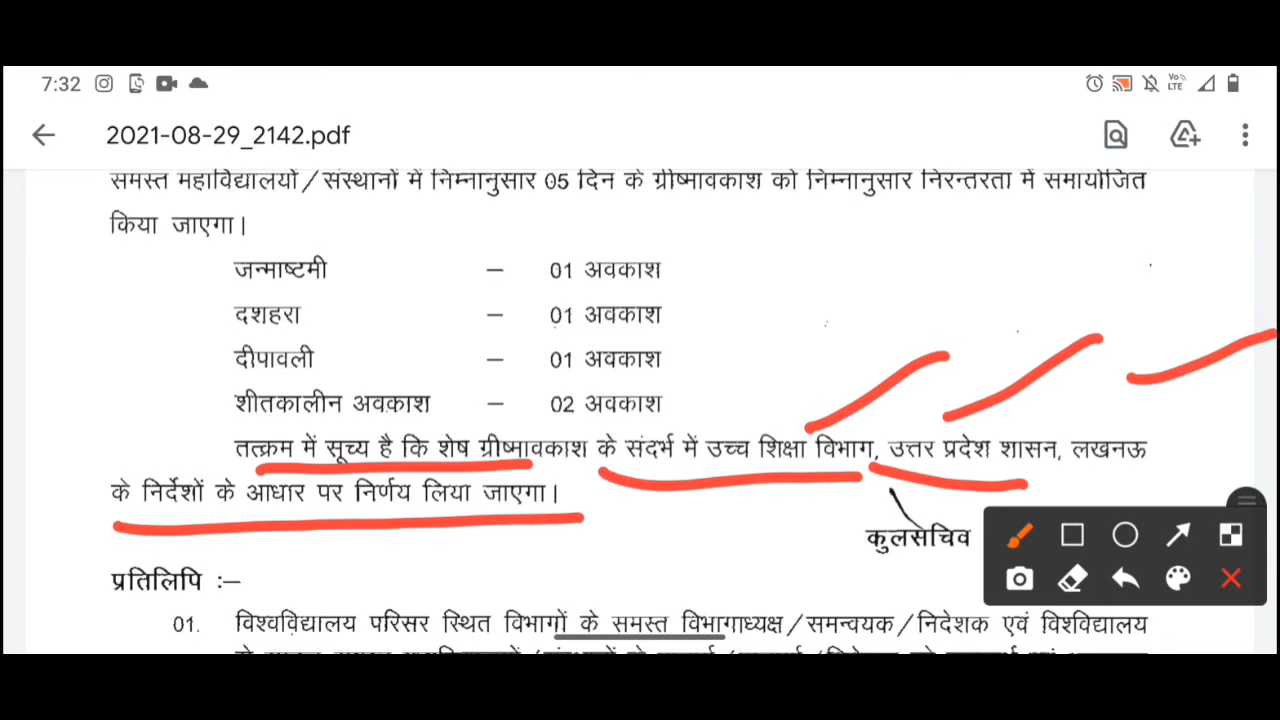 7:32
Vo LTE
2021-08-29_2142.pdf
समस्त महाविद्यालयों/संस्थानों में निम्नानुसार 05 दिन के ग्रीष्मावकाश को निम्नानुसार निरन्तरता में समायोजित
किया जाएगा।
जन्माष्टमी – 01 अवकाश
दशहरा – 01 अवकाश
दीपावली – 01 अवकाश
शीतकालीन अवकाश – 02 अवकाश
तत्क्रम में सूच्य है कि शेष ग्रीष्मावकाश के संदर्भ में उच्च शिक्षा विभाग, उत्तर प्रदेश शासन, लखनऊ
के निर्देशों के आधार पर निर्णय लिया जाएगा।
कुलसचिव
प्रतिलिपि :–
01. विश्वविद्यालय परिसर स्थित विभागों के समस्त विभागाध्यक्ष/समन्वयक/निदेशक एवं विश्विद्यालय